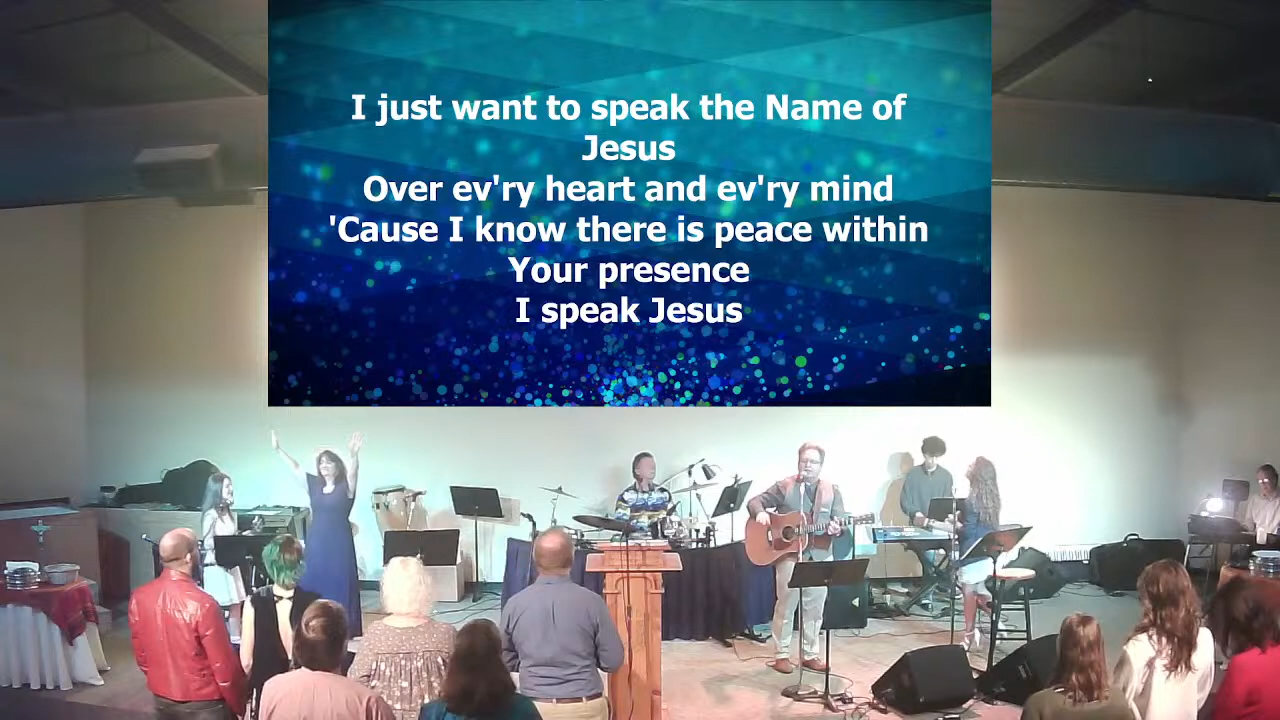 I just want to speak the Name of
Jesus
Over ev'ry heart and ev'ry mind
'Cause I know there is peace within
Your presence
I speak Jesus